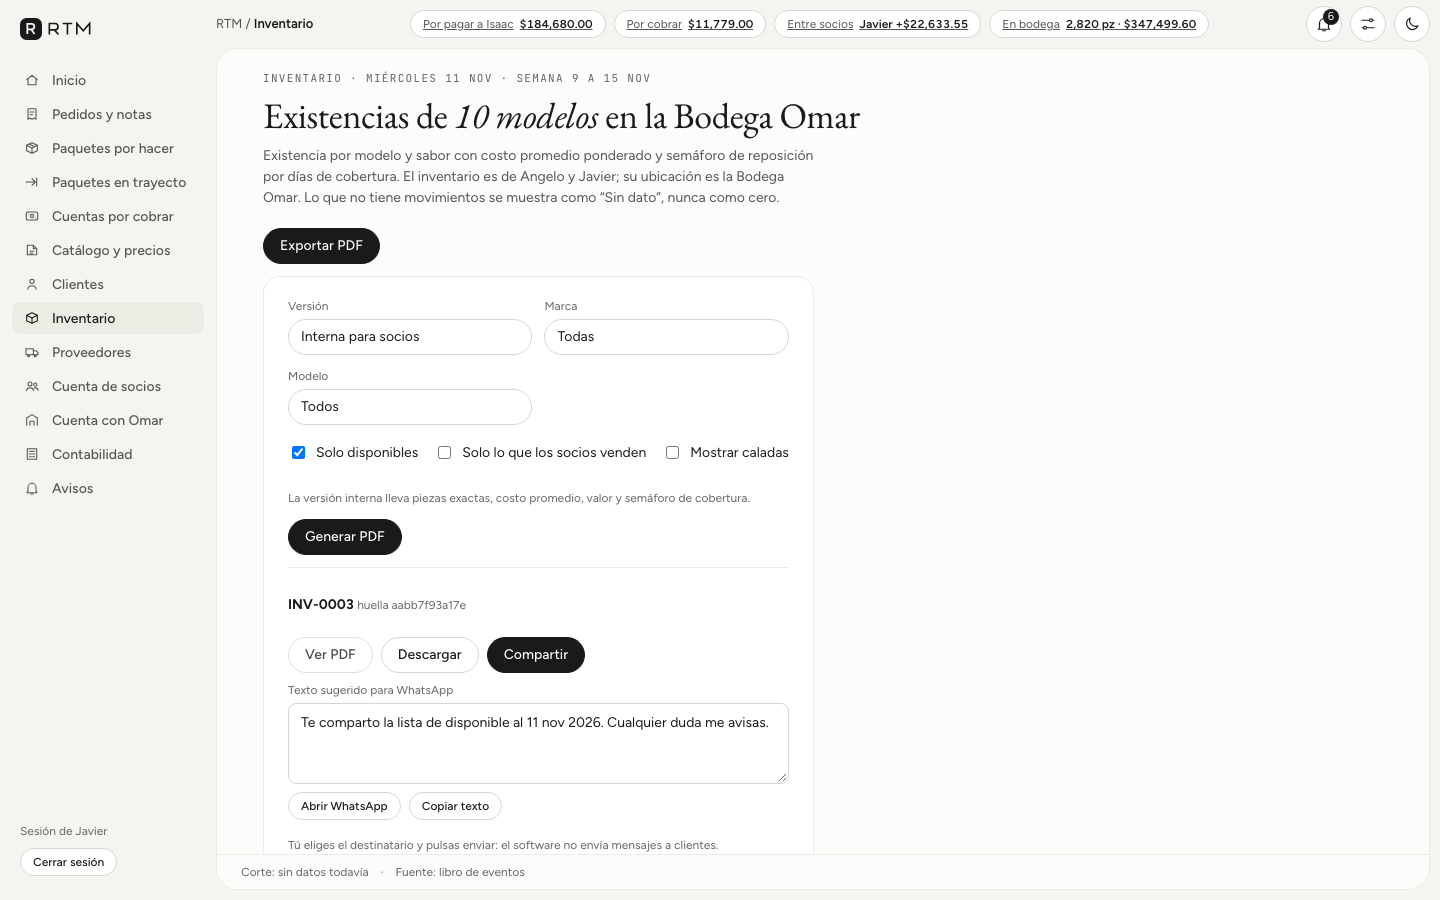 R RTM
RTM / Inventario
Por pagar a Isaac $184,680.00
Por cobrar $11,779.00
Entre socios Javier +$22,633.55
En bodega 2,820 pz · $347,499.60
6
Inicio
Pedidos y notas
Paquetes por hacer
Paquetes en trayecto
Cuentas por cobrar
Catálogo y precios
Clientes
Inventario
Proveedores
Cuenta de socios
Cuenta con Omar
Contabilidad
Avisos
Sesión de Javier
Cerrar sesión
INVENTARIO · MIÉRCOLES 11 NOV · SEMANA 9 A 15 NOV
Existencias de 10 modelos en la Bodega Omar
Existencia por modelo y sabor con costo promedio ponderado y semáforo de reposición
por días de cobertura. El inventario es de Angelo y Javier; su ubicación es la Bodega
Omar. Lo que no tiene movimientos se muestra como “Sin dato”, nunca como cero.
Exportar PDF
Versión
Marca
Interna para socios
Todas
Modelo
Todos
Solo disponibles
Solo lo que los socios venden
Mostrar caladas
La versión interna lleva piezas exactas, costo promedio, valor y semáforo de cobertura.
Generar PDF
INV-0003 huella aabb7f93a17e
Ver PDF
Descargar
Compartir
Texto sugerido para WhatsApp
Te comparto la lista de disponible al 11 nov 2026. Cualquier duda me avisas.
Abrir WhatsApp
Copiar texto
Tú eliges el destinatario y pulsas enviar: el software no envía mensajes a clientes.
Corte: sin datos todavía · Fuente: libro de eventos